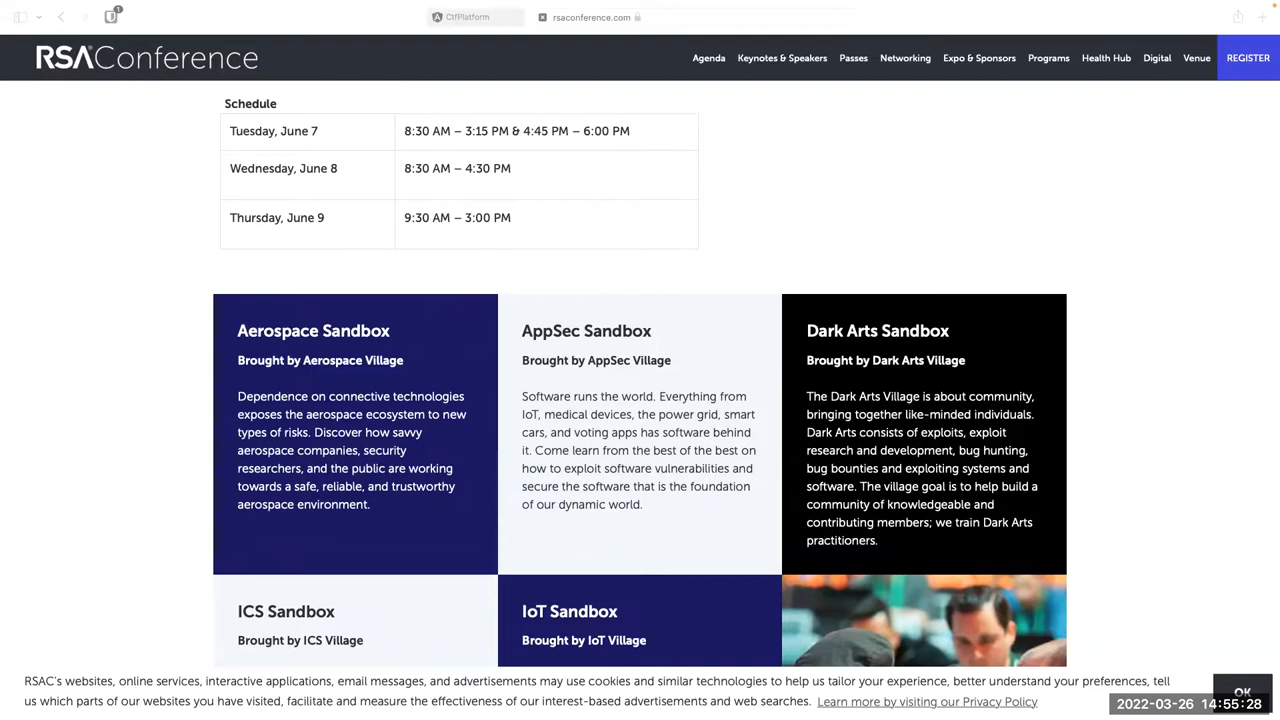 1
CtfPlatform
rsaconference.com
RSAConference
Agenda
Keynotes & Speakers
Passes
Networking
Expo & Sponsors
Programs
Health Hub
Digital
Venue
REGISTER
Schedule
Tuesday, June 7
8:30 AM – 3:15 PM & 4:45 PM – 6:00 PM
Wednesday, June 8
8:30 AM – 4:30 PM
Thursday, June 9
9:30 AM – 3:00 PM
Aerospace Sandbox
Brought by Aerospace Village
Dependence on connective technologies
exposes the aerospace ecosystem to new
types of risks. Discover how savvy
aerospace companies, security
researchers, and the public are working
towards a safe, reliable, and trustworthy
aerospace environment.
AppSec Sandbox
Brought by AppSec Village
Software runs the world. Everything from
IoT, medical devices, the power grid, smart
cars, and voting apps has software behind
it. Come learn from the best of the best on
how to exploit software vulnerabilities and
secure the software that is the foundation
of our dynamic world.
Dark Arts Sandbox
Brought by Dark Arts Village
The Dark Arts Village is about community,
bringing together like-minded individuals.
Dark Arts consists of exploits, exploit
research and development, bug hunting,
bug bounties and exploiting systems and
software. The village goal is to help build a
community of knowledgeable and
contributing members; we train Dark Arts
practitioners.
ICS Sandbox
Brought by ICS Village
IoT Sandbox
Brought by IoT Village
RSAC's websites, online services, interactive applications, email messages, and advertisements may use cookies and similar technologies to help us tailor your experience, better understand your preferences, tell
us which parts of our websites you have visited, facilitate and measure the effectiveness of our interest-based advertisements and web searches. Learn more by visiting our Privacy Policy
OK
2022-03-26 14:55:28